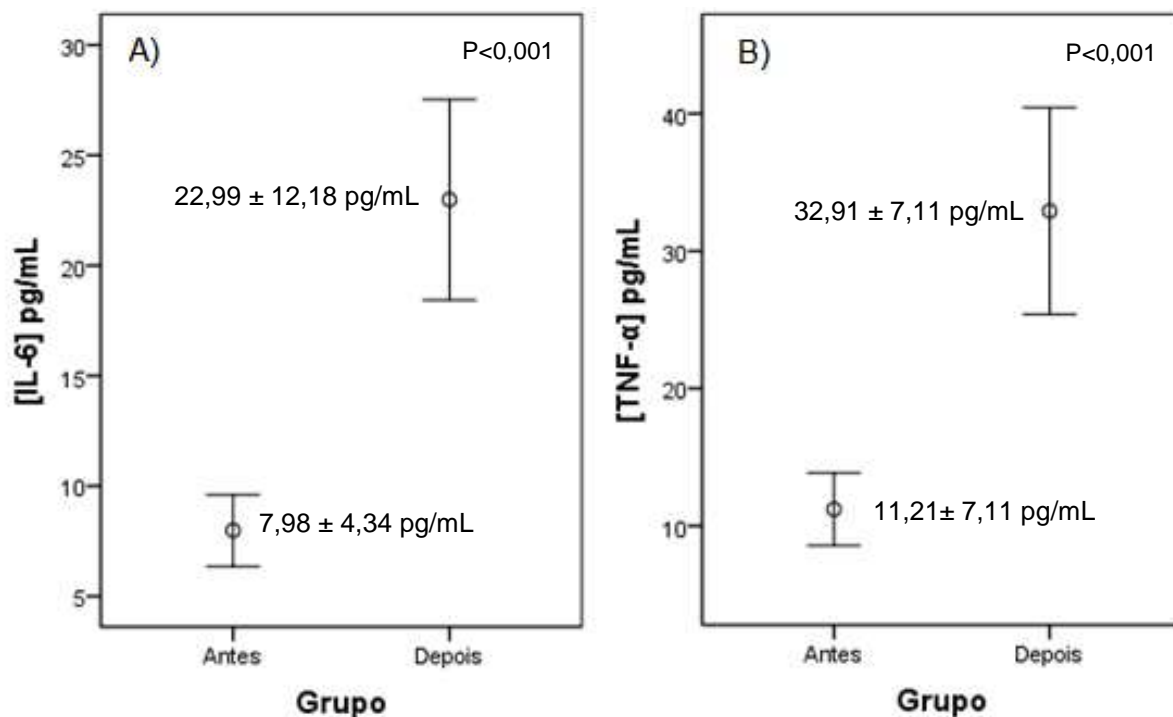 A)
P<0,001
30
25
20
15
10
5
[IL-6] pg/mL
22,99 ± 12,18 pg/mL
7,98 ± 4,34 pg/mL
Antes
Depois
Grupo
B)
P<0,001
40
30
20
10
[TNF-α] pg/mL
32,91 ± 7,11 pg/mL
11,21± 7,11 pg/mL
Antes
Depois
Grupo